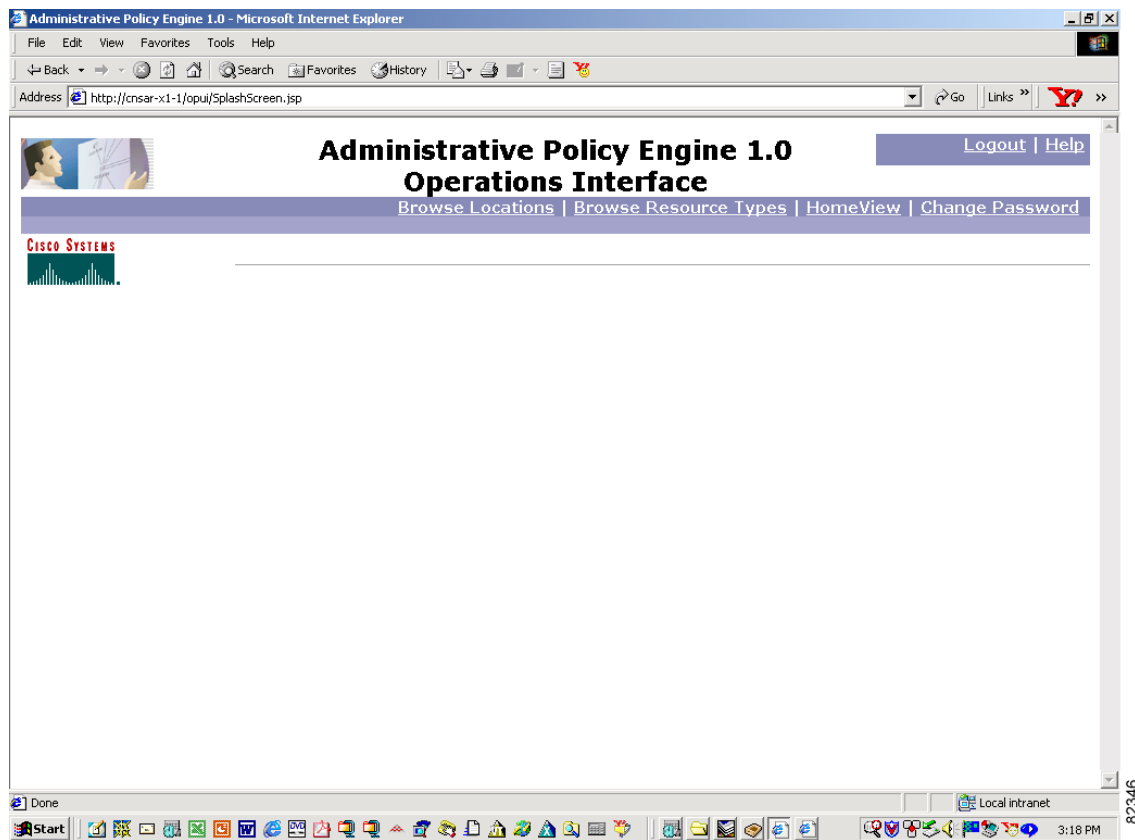 Administrative Policy Engine 1.0 - Microsoft Internet Explorer
File Edit View Favorites Tools Help
Back Search Favorites History
Address http://cnsar-x1-1/opui/SplashScreen.jsp Go Links » Y! »
Administrative Policy Engine 1.0
Operations Interface
Logout | Help
Browse Locations | Browse Resource Types | HomeView | Change Password
CISCO SYSTEMS
Done Local intranet
Start 3:18 PM
82346